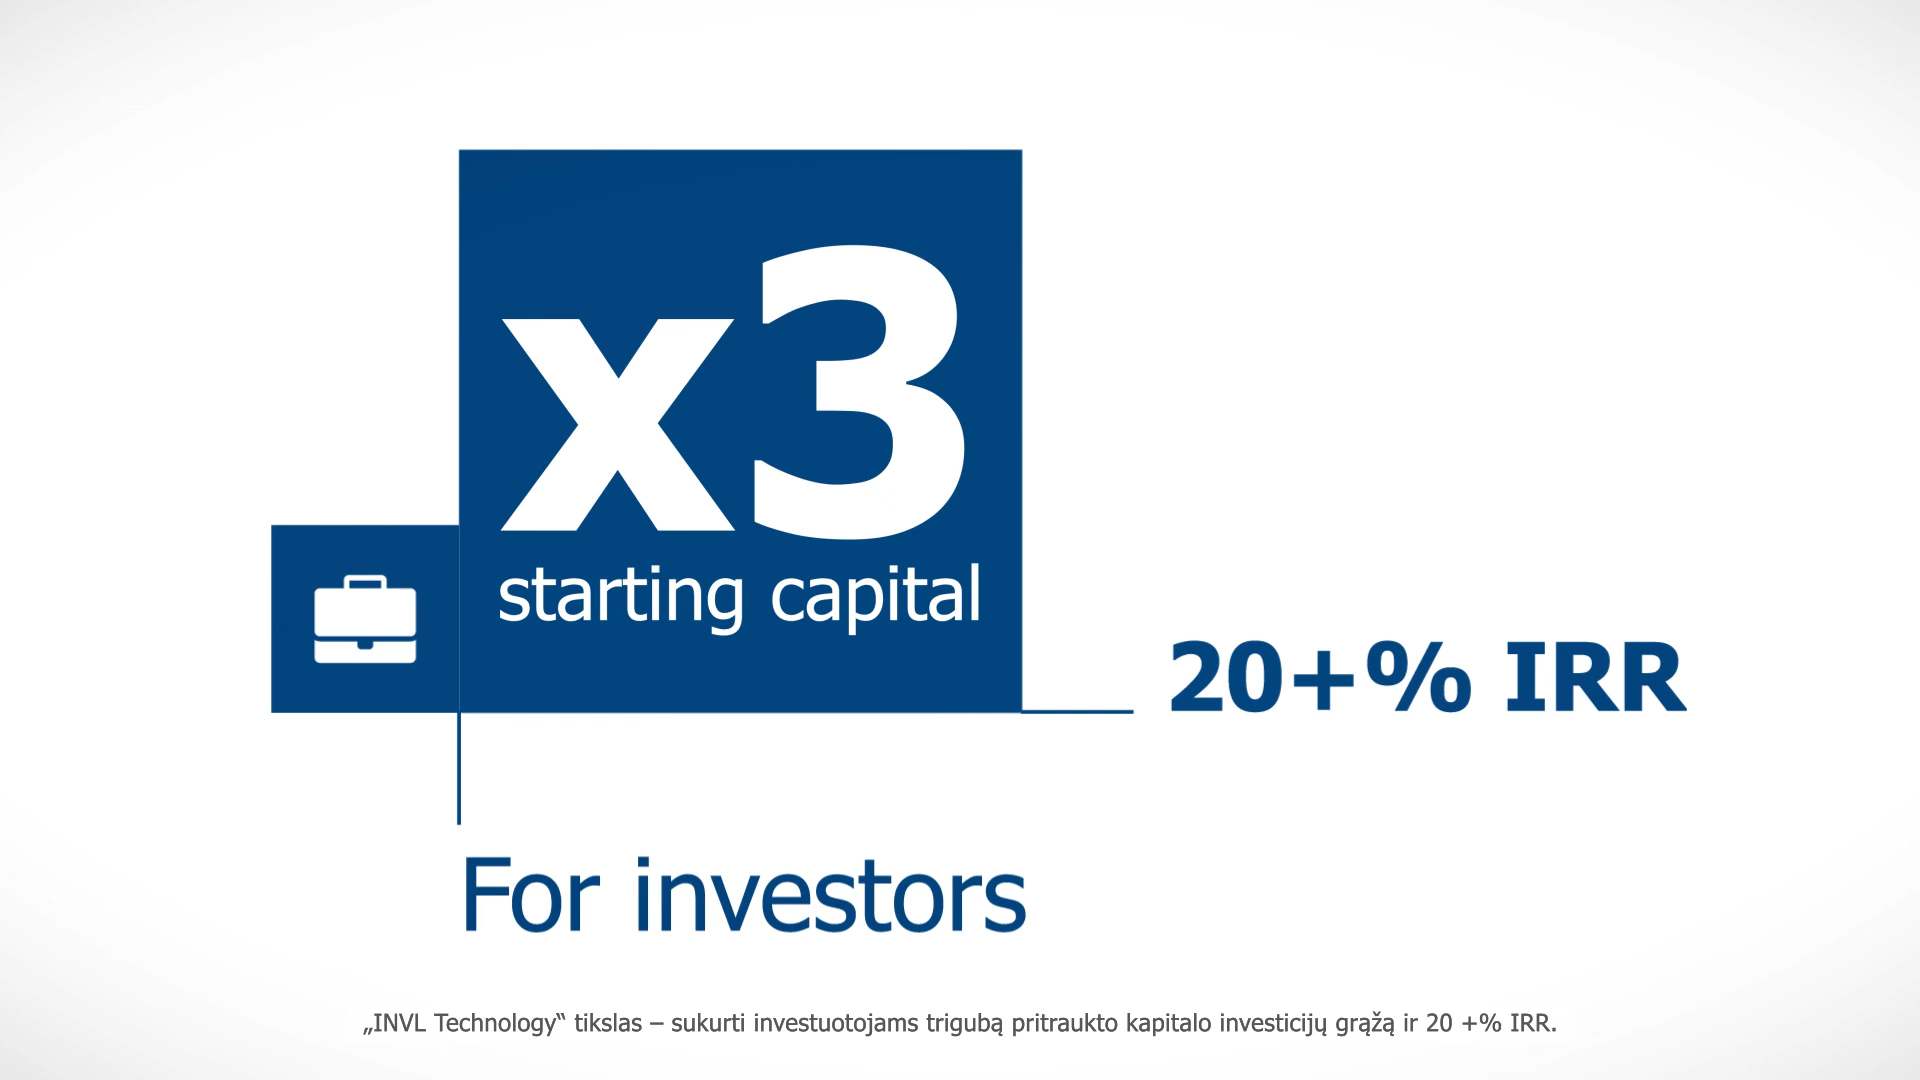 x3
starting capital
20+% IRR
For investors
„INVL Technology“ tikslas – sukurti investuotojams trigubą pritraukto kapitalo investicijų grąžą ir 20 +% IRR.